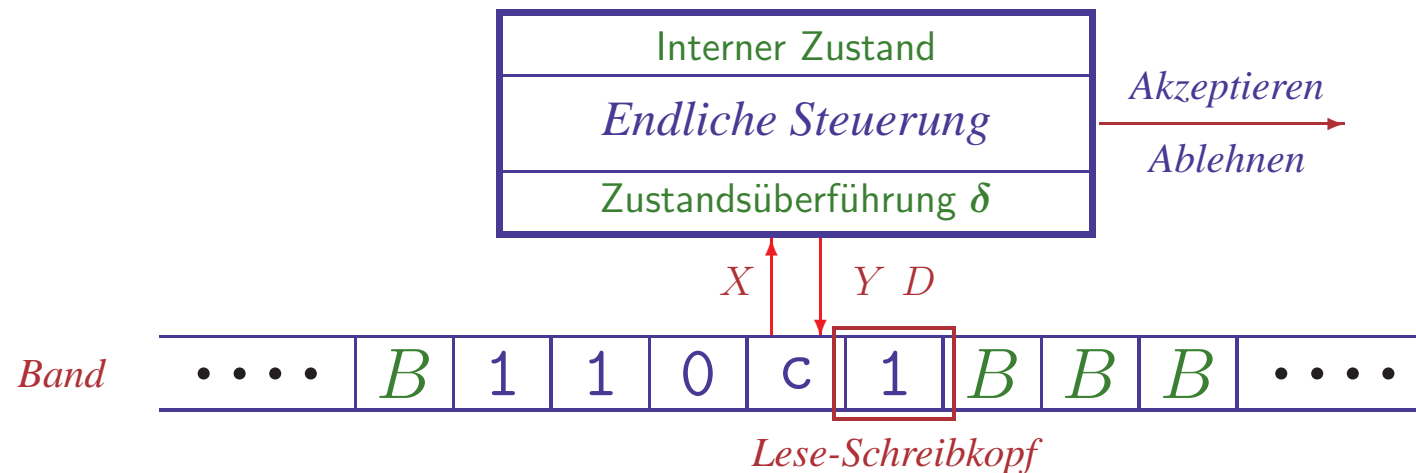 Interner Zustand
Endliche Steuerung
Akzeptieren
Ablehnen
Zustandsüberführung δ
X Y D
Band •••• B 1 1 0 c 1 B B B ••••
Lese-Schreibkopf